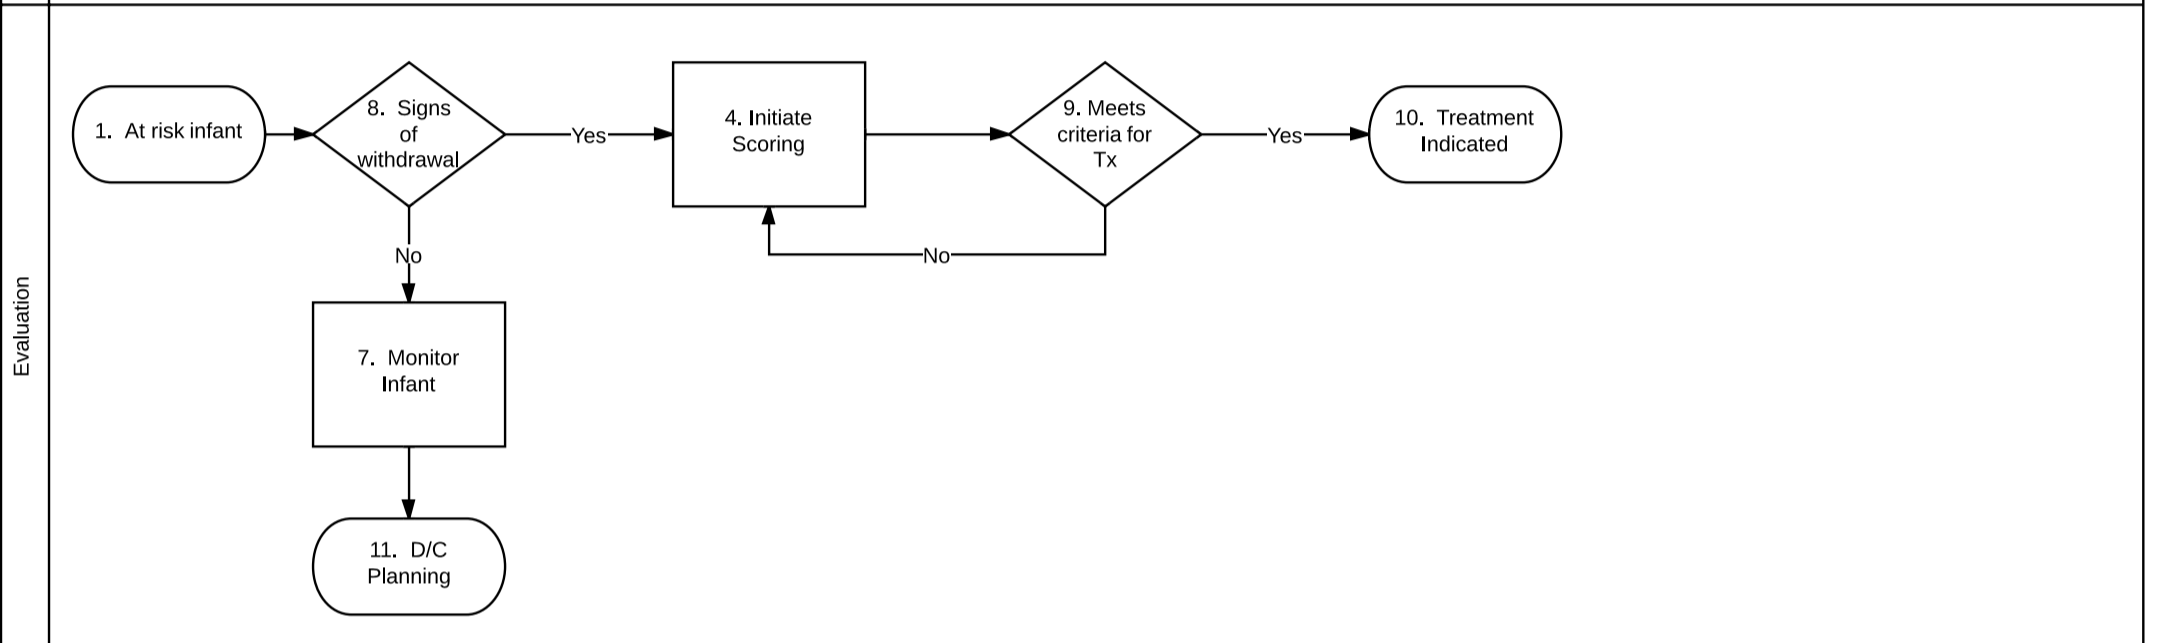 Evaluation
1. At risk infant
8. Signs
of
withdrawal
Yes
4. Initiate
Scoring
9. Meets
criteria for
Tx
Yes
10. Treatment
Indicated
No
No
7. Monitor
Infant
11. D/C
Planning